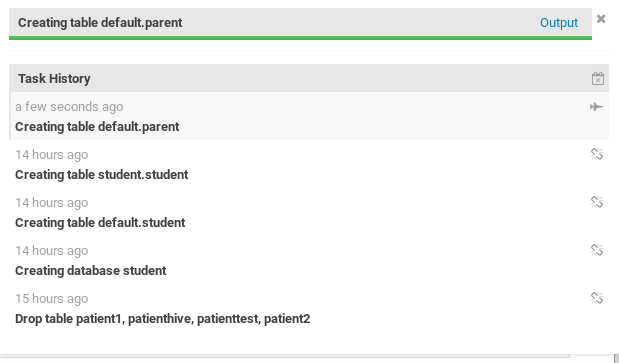 Creating table default.parent
Output
Task History
a few seconds ago
Creating table default.parent
14 hours ago
Creating table student.student
14 hours ago
Creating table default.student
14 hours ago
Creating database student
15 hours ago
Drop table patient1, patienthive, patienttest, patient2